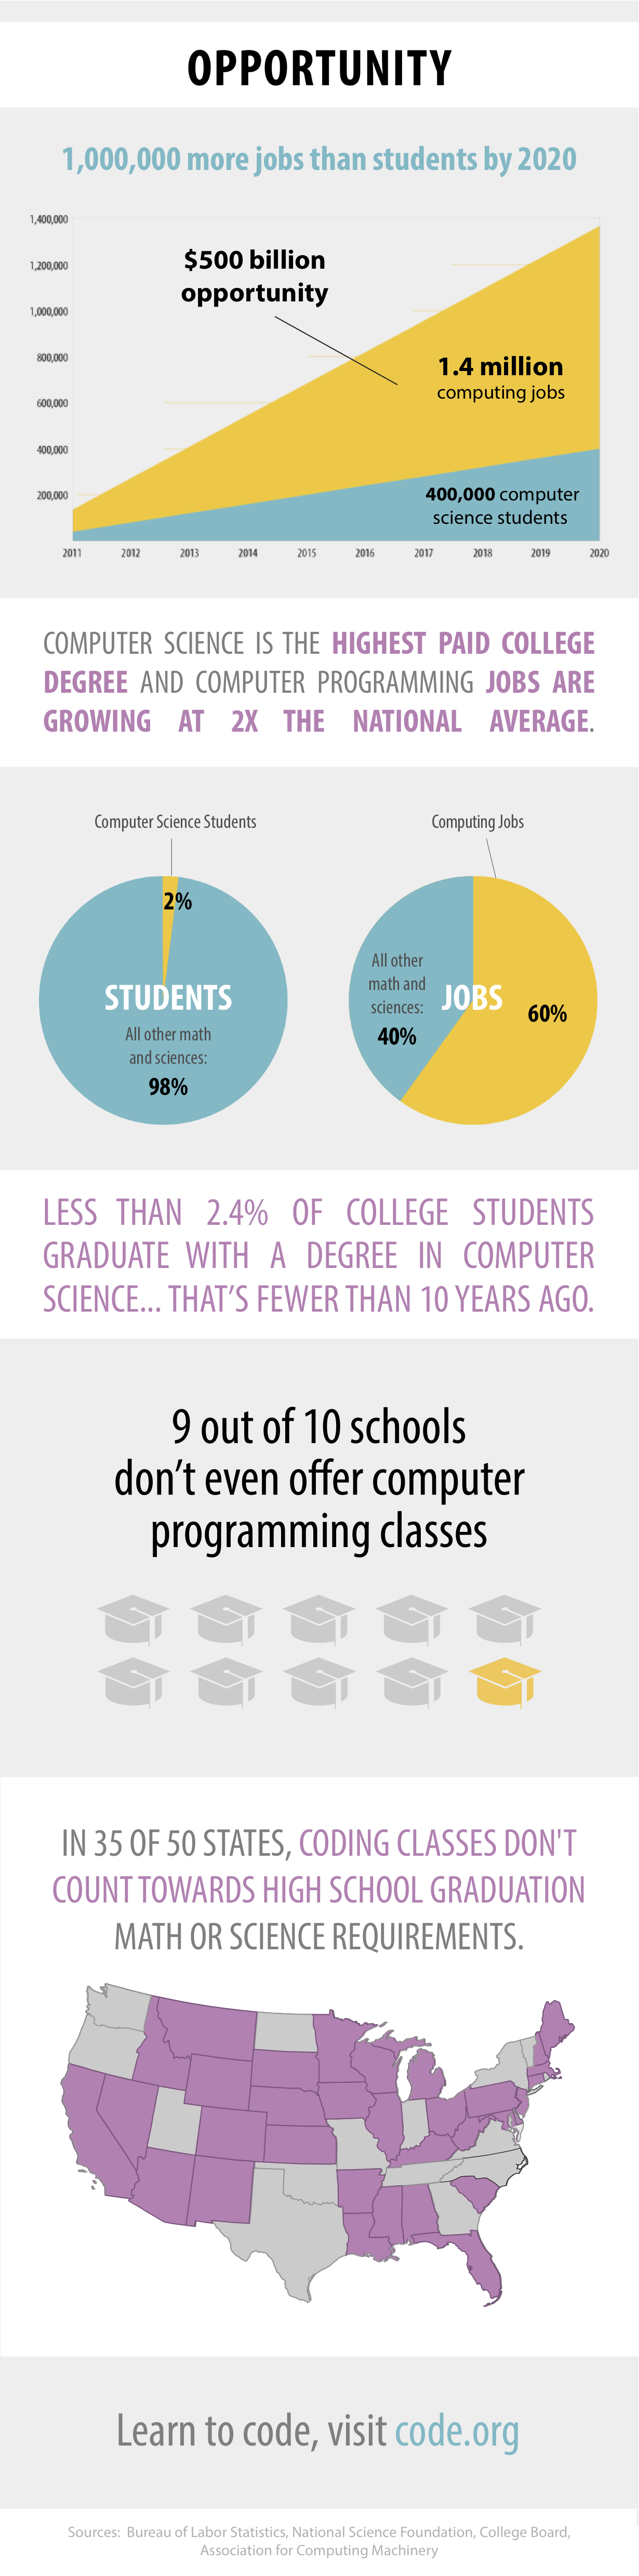 OPPORTUNITY
1,000,000 more jobs than students by 2020
1,400,000
1,200,000
1,000,000
800,000
600,000
400,000
200,000
$500 billion
opportunity
1.4 million
computing jobs
400,000 computer
science students
2011 2012 2013 2014 2015 2016 2017 2018 2019 2020
COMPUTER SCIENCE IS THE HIGHEST PAID COLLEGE
DEGREE AND COMPUTER PROGRAMMING JOBS ARE
GROWING AT 2X THE NATIONAL AVERAGE.
Computer Science Students
2%
STUDENTS
All other math
and sciences:
98%
Computing Jobs
All other
math and
sciences:
40%
JOBS
60%
LESS THAN 2.4% OF COLLEGE STUDENTS
GRADUATE WITH A DEGREE IN COMPUTER
SCIENCE... THAT'S FEWER THAN 10 YEARS AGO.
9 out of 10 schools
don't even offer computer
programming classes
IN 35 OF 50 STATES, CODING CLASSES DON'T
COUNT TOWARDS HIGH SCHOOL GRADUATION
MATH OR SCIENCE REQUIREMENTS.
Learn to code, visit code.org
Sources: Bureau of Labor Statistics, National Science Foundation, College Board,
Association for Computing Machinery